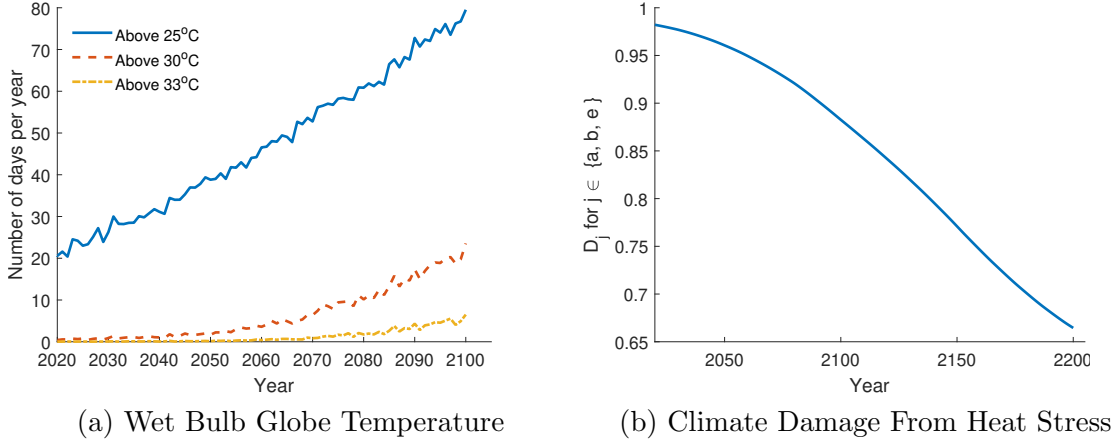 80
70
60
50
40
30
20
10
0
Number of days per year
Above 25°C
Above 30°C
Above 33°C
2020 2030 2040 2050 2060 2070 2080 2090 2100
Year
(a) Wet Bulb Globe Temperature
1
0.95
0.9
0.85
0.8
0.75
0.7
0.65
D_j for j ∈ {a, b, e }
2050 2100 2150 2200
Year
(b) Climate Damage From Heat Stress